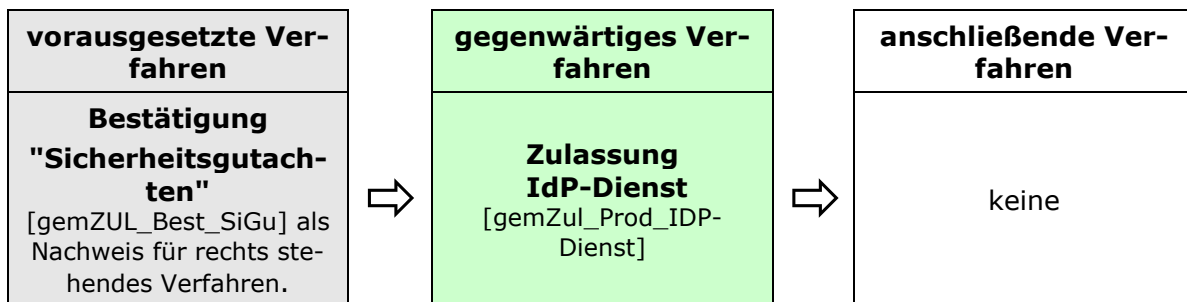 vorausgesetzte Ver-
fahren
Bestätigung
"Sicherheitsgutach-
ten"
[gemZUL_Best_SiGu] als
Nachweis für rechts ste-
hendes Verfahren.
gegenwärtiges Ver-
fahren
Zulassung
IdP-Dienst
[gemZul_Prod_IDP-
Dienst]
anschließende Ver-
fahren
keine